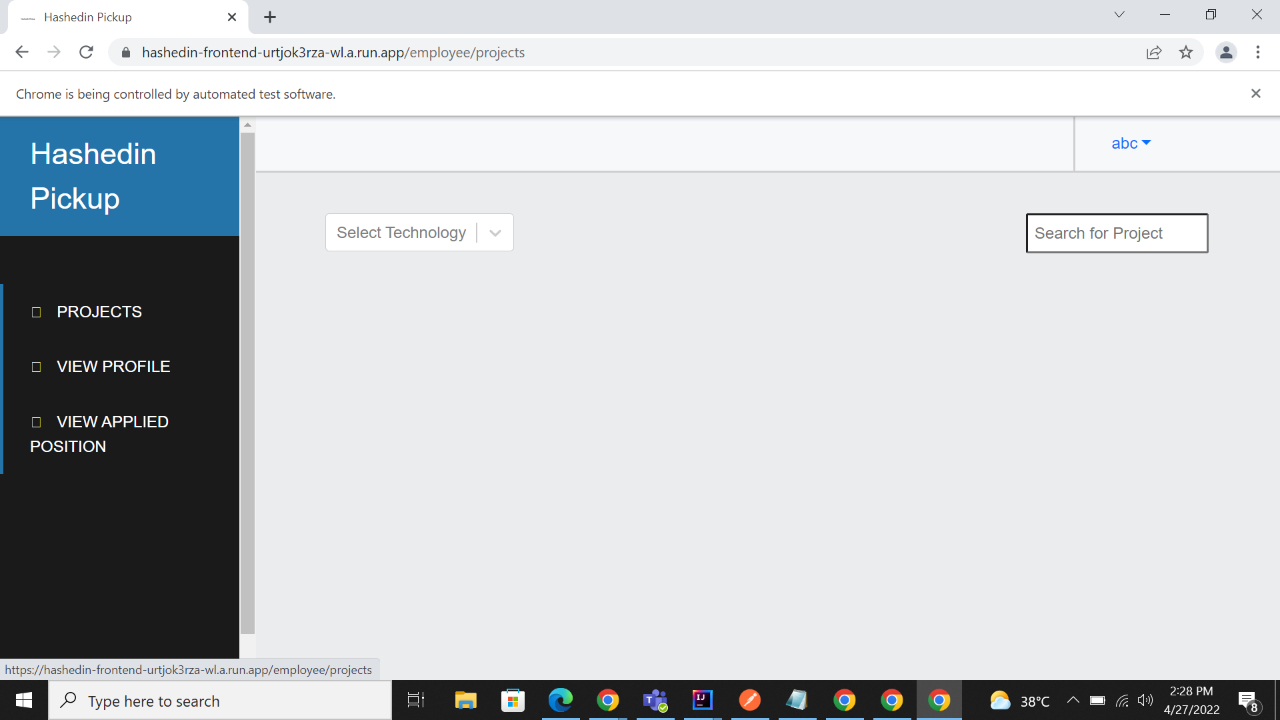 Hashedin Pickup
hashedin-frontend-urtjok3rza-wl.a.run.app/employee/projects
Chrome is being controlled by automated test software.
Hashedin
Pickup
abc
Select Technology
Search for Project
PROJECTS
VIEW PROFILE
VIEW APPLIED
POSITION
https://hashedin-frontend-urtjok3rza-wl.a.run.app/employee/projects
Type here to search
38°C
2:28 PM
4/27/2022
8